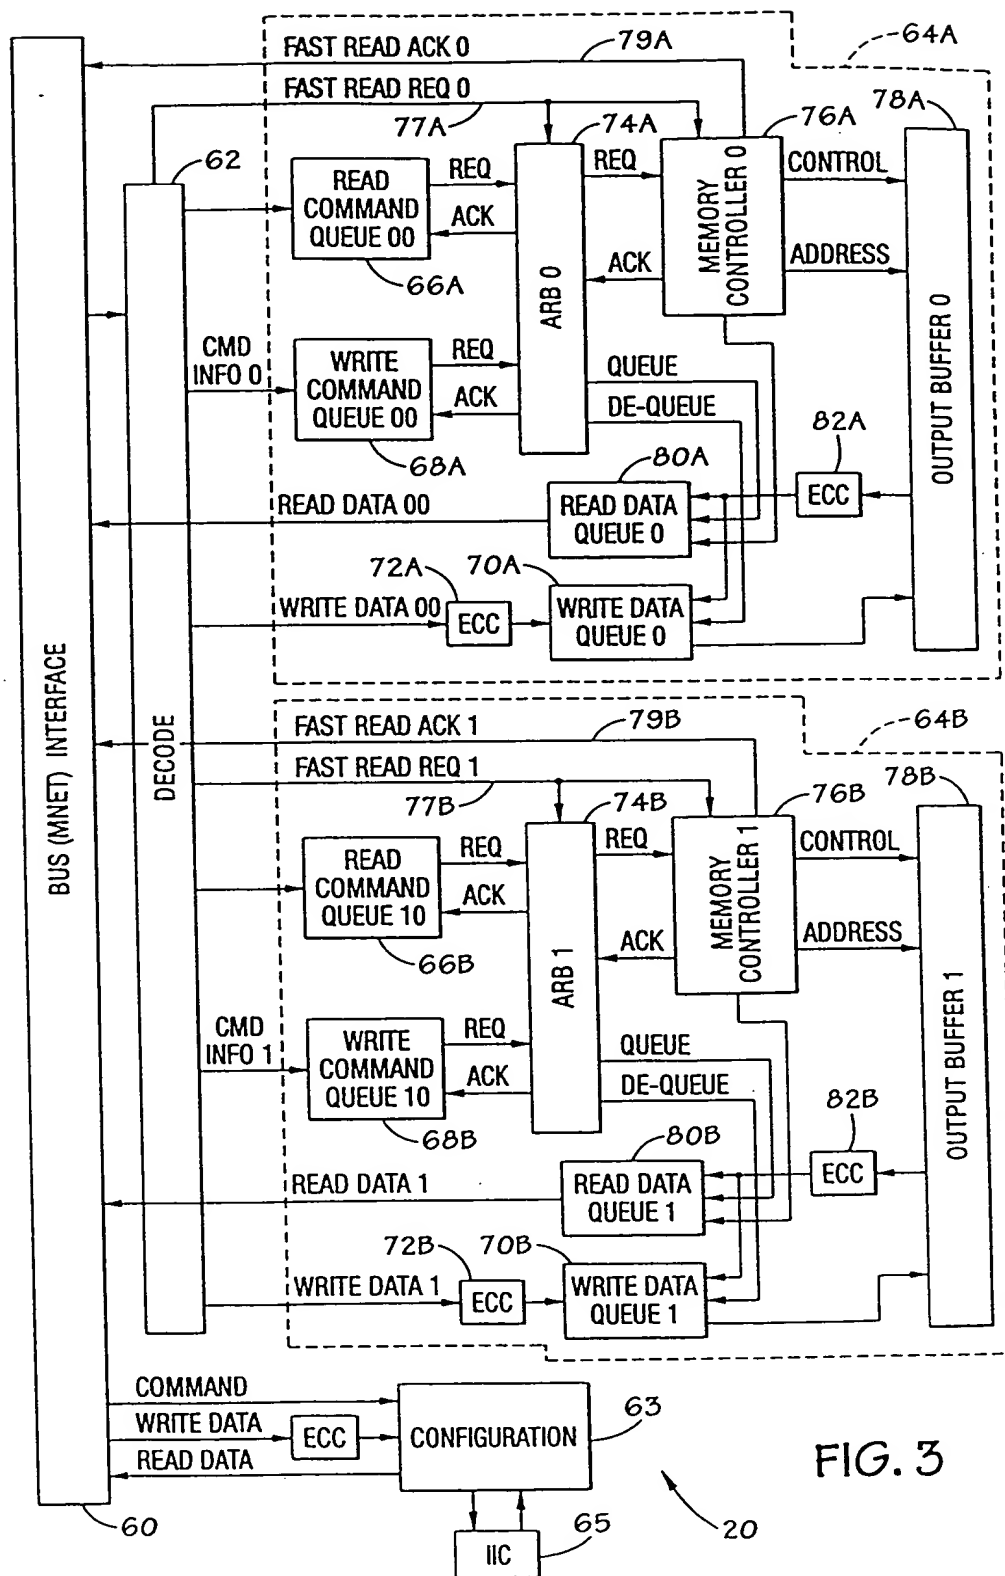 FAST READ ACK 0
79A
64A
FAST READ REQ 0
77A
74A
76A
78A
62
READ
COMMAND
QUEUE 00
REQ
ACK
66A
ARB 0
REQ
ACK
MEMORY
CONTROLLER 0
CONTROL
ADDRESS
OUTPUT BUFFER 0
CMD
INFO 0
WRITE
COMMAND
QUEUE 00
REQ
ACK
68A
QUEUE
DE-QUEUE
82A
ECC
80A
READ DATA 00
READ DATA
QUEUE 0
72A
70A
WRITE DATA 00
ECC
WRITE DATA
QUEUE 0
BUS (MNET) INTERFACE
DECODE
FAST READ ACK 1
79B
64B
FAST READ REQ 1
77B
74B
76B
78B
READ
COMMAND
QUEUE 10
REQ
ACK
66B
ARB 1
REQ
ACK
MEMORY
CONTROLLER 1
CONTROL
ADDRESS
OUTPUT BUFFER 1
CMD
INFO 1
WRITE
COMMAND
QUEUE 10
REQ
ACK
68B
QUEUE
DE-QUEUE
82B
ECC
80B
READ DATA 1
READ DATA
QUEUE 1
72B
70B
WRITE DATA 1
ECC
WRITE DATA
QUEUE 1
COMMAND
WRITE DATA
ECC
READ DATA
CONFIGURATION
63
FIG. 3
60
65
IIC
20